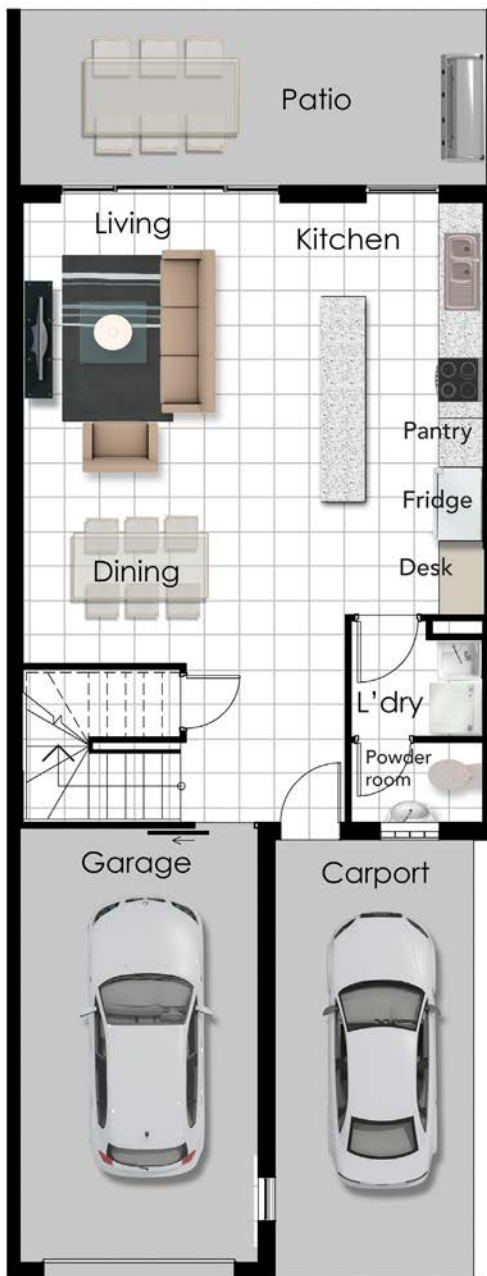 Patio
Living
Kitchen
Pantry
Fridge
Desk
Dining
L'dry
Powder
room
Garage
Carport